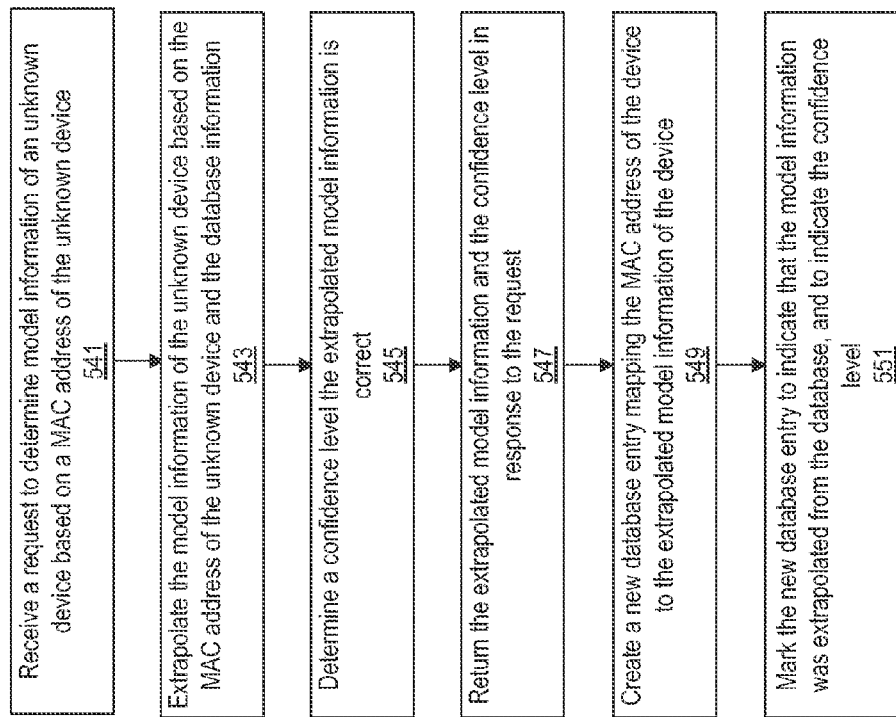 Receive a request to determine model information of an unknown
device based on a MAC address of the unknown device
541
Extrapolate the model information of the unknown device based on the
MAC address of the unknown device and the database information
543
Determine a confidence level the extrapolated model information is
correct
545
Return the extrapolated model information and the confidence level in
response to the request
547
Create a new database entry mapping the MAC address of the device
to the extrapolated model information of the device
549
Mark the new database entry to indicate that the model information
was extrapolated from the database, and to indicate the confidence
level
551